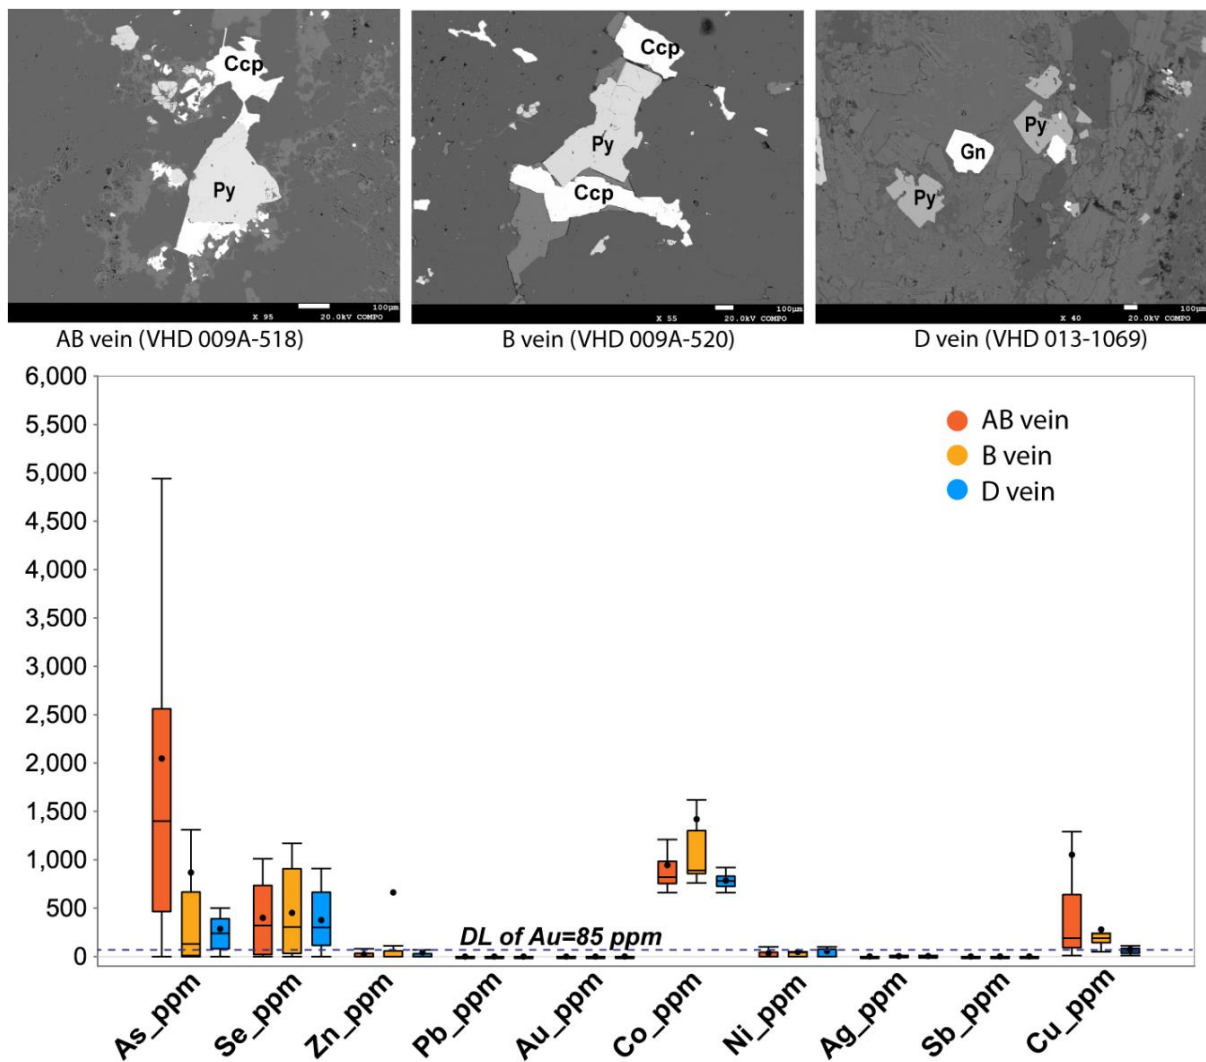 Ccp
Py
100µm
X 95 20.0kV COMPO
Ccp
Py
Ccp
100µm
X 55 20.0kV COMPO
Py
Gn
Py
100µm
X 40 20.0kV COMPO
AB vein (VHD 009A-518)
B vein (VHD 009A-520)
D vein (VHD 013-1069)
6,000
5,500
5,000
4,500
4,000
3,500
3,000
2,500
2,000
1,500
1,000
500
0
AB vein
B vein
D vein
DL of Au=85 ppm
As_ppm
Se_ppm
Zn_ppm
Pb_ppm
Au_ppm
Co_ppm
Ni_ppm
Ag_ppm
Sb_ppm
Cu_ppm